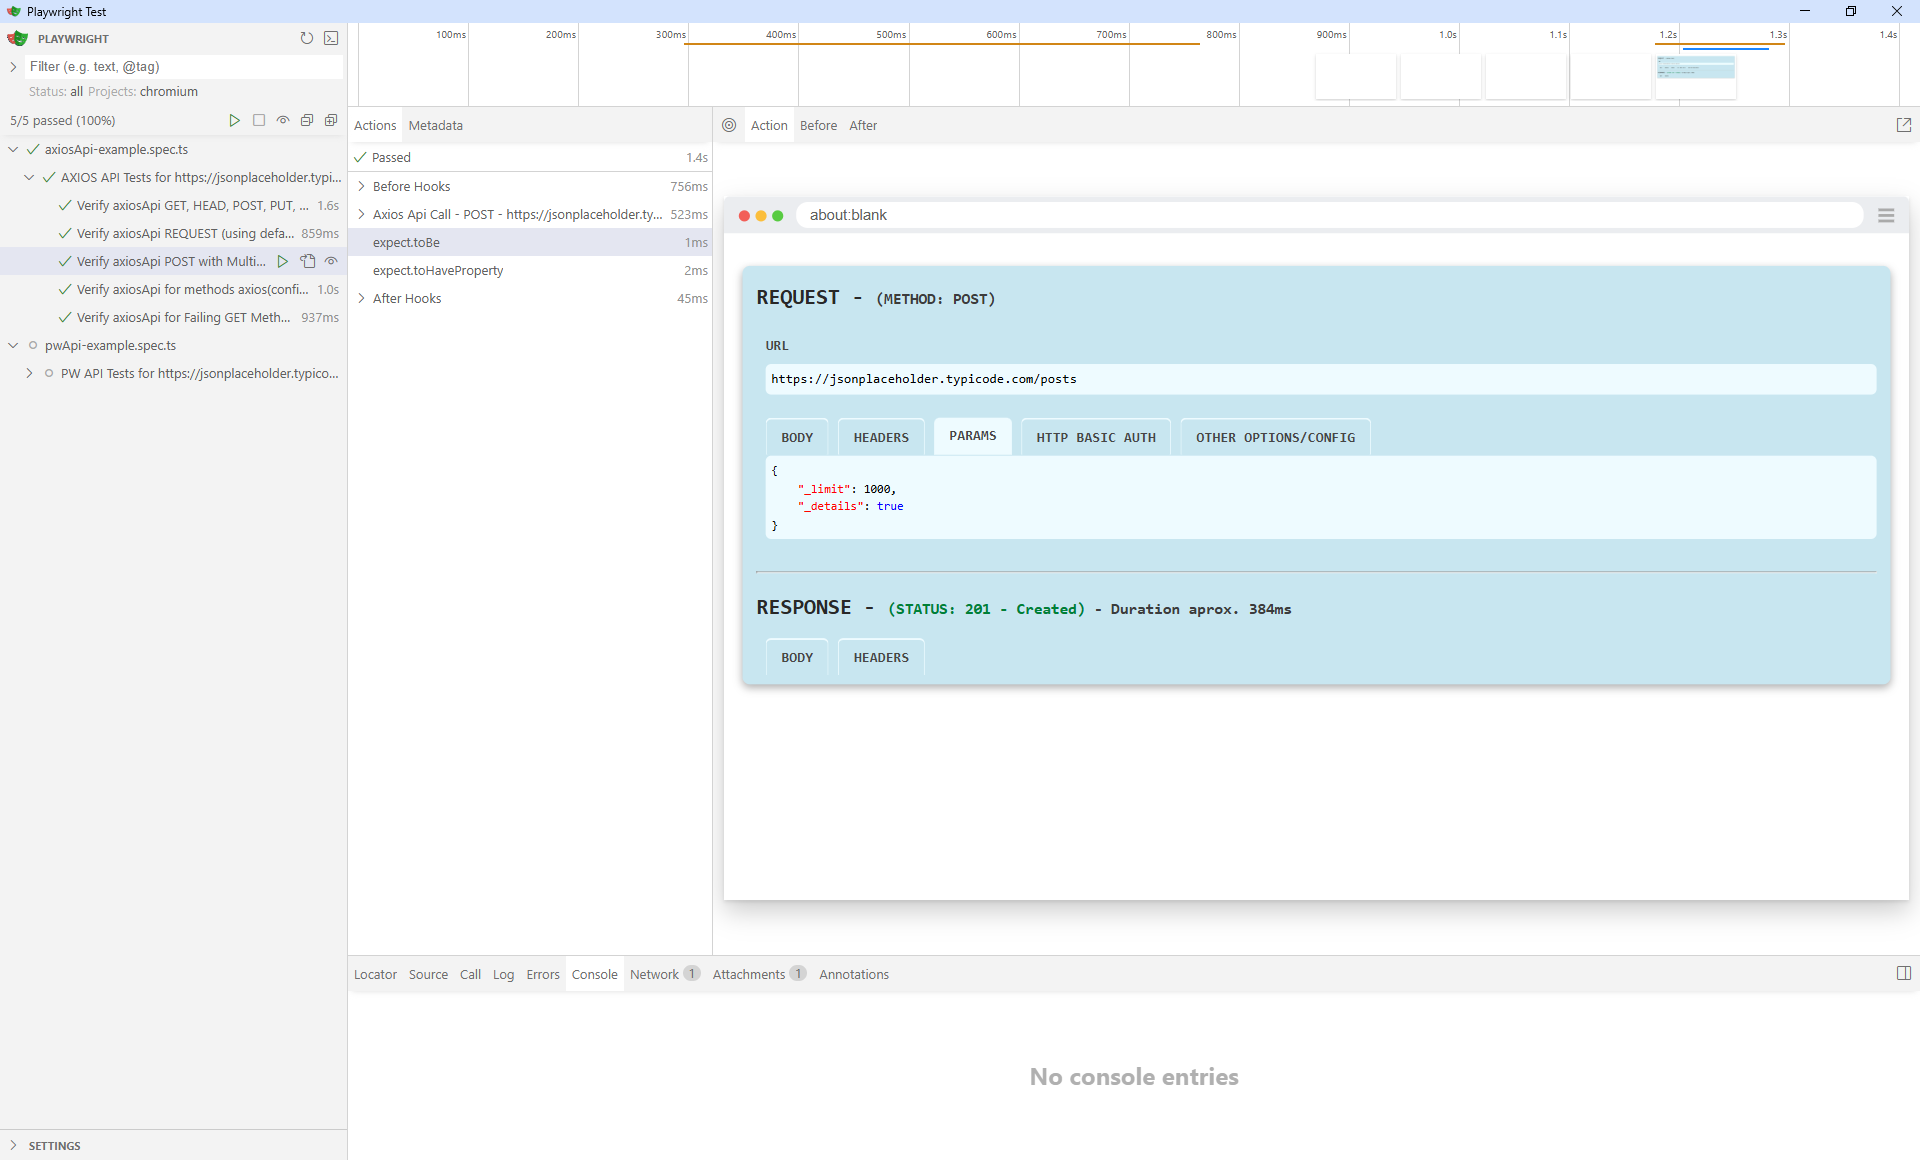 Playwright Test
PLAYWRIGHT
Filter (e.g. text, @tag)
Status: all Projects: chromium
5/5 passed (100%)
axiosApi-example.spec.ts
AXIOS API Tests for https://jsonplaceholder.typi...
Verify axiosApi GET, HEAD, POST, PUT, ... 1.6s
Verify axiosApi REQUEST (using defa... 859ms
Verify axiosApi POST with Multi...
Verify axiosApi for methods axios(confi... 1.0s
Verify axiosApi for Failing GET Meth... 937ms
pwApi-example.spec.ts
PW API Tests for https://jsonplaceholder.typico...
SETTINGS
100ms 200ms 300ms 400ms 500ms 600ms 700ms 800ms 900ms 1.0s 1.1s 1.2s 1.3s 1.4s
Actions Metadata
Passed 1.4s
Before Hooks 756ms
Axios Api Call - POST - https://jsonplaceholder.ty... 523ms
expect.toBe 1ms
expect.toHaveProperty 2ms
After Hooks 45ms
Action Before After
about:blank
REQUEST - (METHOD: POST)
URL
https://jsonplaceholder.typicode.com/posts
BODY HEADERS PARAMS HTTP BASIC AUTH OTHER OPTIONS/CONFIG
{
"_limit": 1000,
"_details": true
}
RESPONSE - (STATUS: 201 - Created) - Duration aprox. 384ms
BODY HEADERS
Locator Source Call Log Errors Console Network 1 Attachments 1 Annotations
No console entries